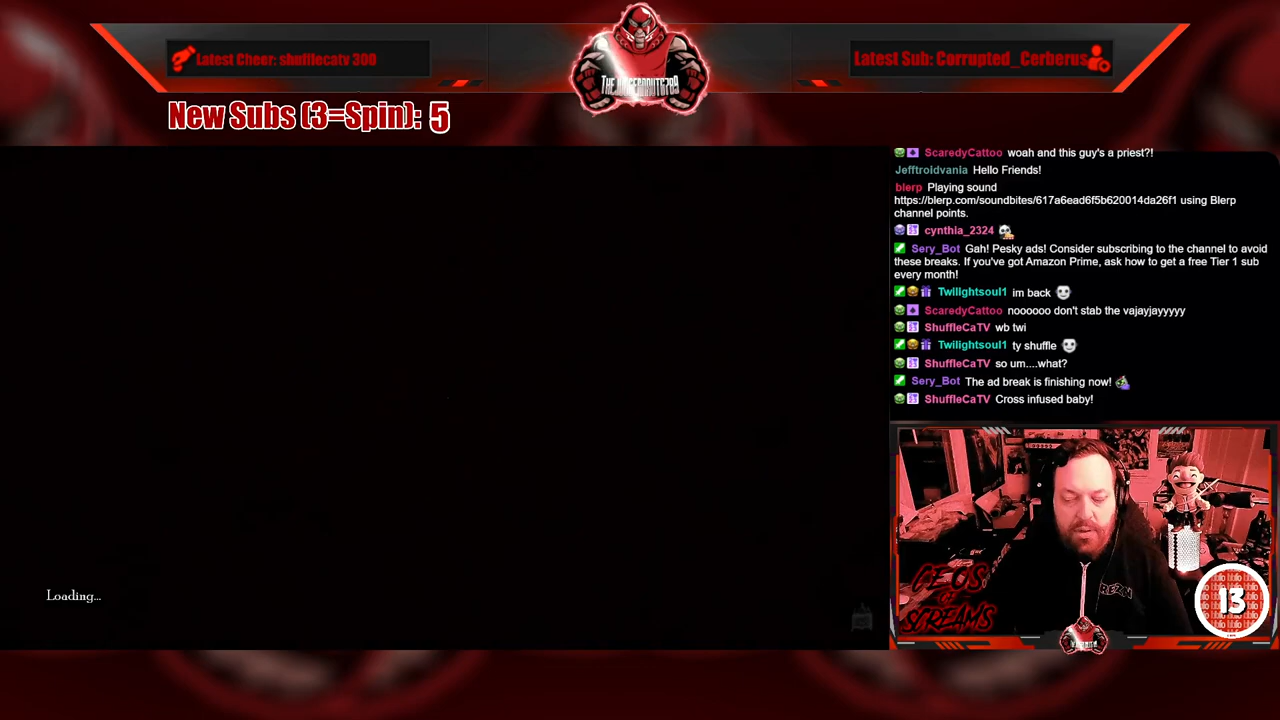 Latest Cheer: shufflecatv 300
Latest Sub: Corrupted_Cerberus
New Subs (3=Spin): 5
ScaredyCattoo woah and this guy's a priest?!
Jefftroidvania Hello Friends!
blerp Playing sound
https://blerp.com/soundbites/617a6ead6f5b620014da26f1 using Blerp
channel points.
cynthia_2324
Sery_Bot Gah! Pesky ads! Consider subscribing to the channel to avoid
these breaks. If you've got Amazon Prime, ask how to get a free Tier 1 sub
every month!
Twilightsoul1 im back
ScaredyCattoo noooooo don't stab the vajayjayyyyy
ShuffleCaTV wb twi
Twilightsoul1 ty shuffle
ShuffleCaTV so um....what?
Sery_Bot The ad break is finishing now!
ShuffleCaTV Cross infused baby!
Loading...
CEOS
OF
SCREAMS
13